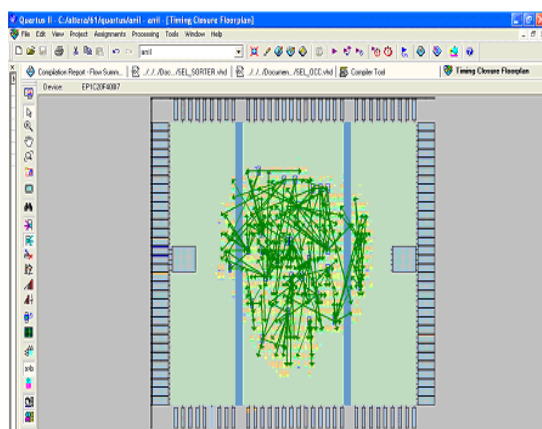 Quartus II - C:/altera/61/quartus/anil - anil - [Timing Closure Floorplan]
File Edit View Project Assignments Processing Tools Window Help
anil
Compilation Report - Flow Summ... ../../../Doc.../SEL_SORTER.vhd ../../../Documen.../SEL_OCC.vhd Compiler Tool Timing Closure Floorplan
Device: EP1C20F400I7